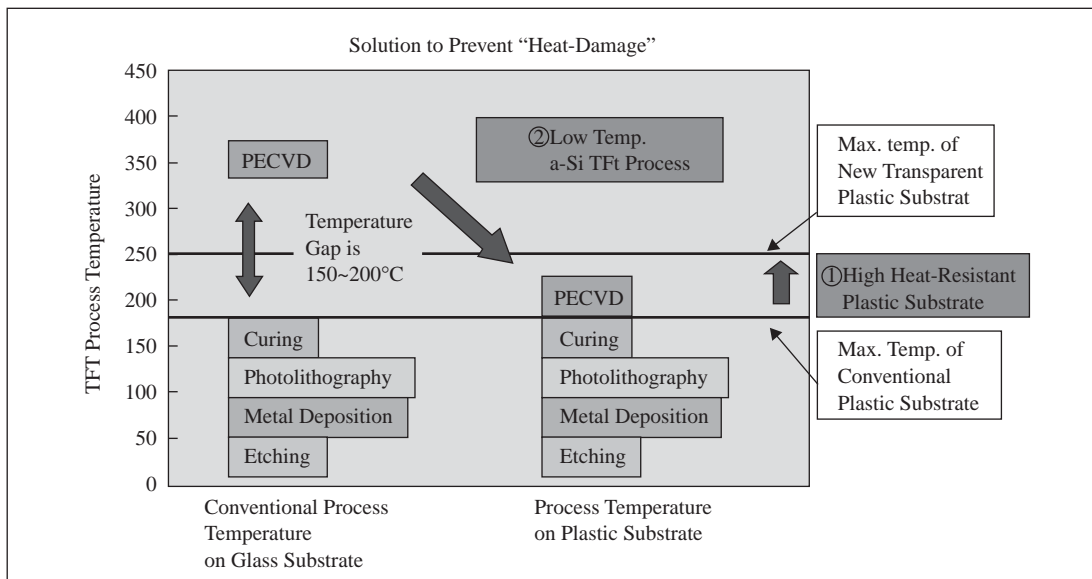 Solution to Prevent “Heat-Damage”
TFT Process Temperature
450
400
350
300
250
200
150
100
50
0
PECVD
Temperature
Gap is
150~200°C
Curing
Photolithography
Metal Deposition
Etching
Conventional Process
Temperature
on Glass Substrate
②Low Temp.
a-Si TFt Process
PECVD
Curing
Photolithography
Metal Deposition
Etching
Process Temperature
on Plastic Substrate
Max. temp. of
New Transparent
Plastic Substrat
①High Heat-Resistant
Plastic Substrate
Max. Temp. of
Conventional
Plastic Substrate